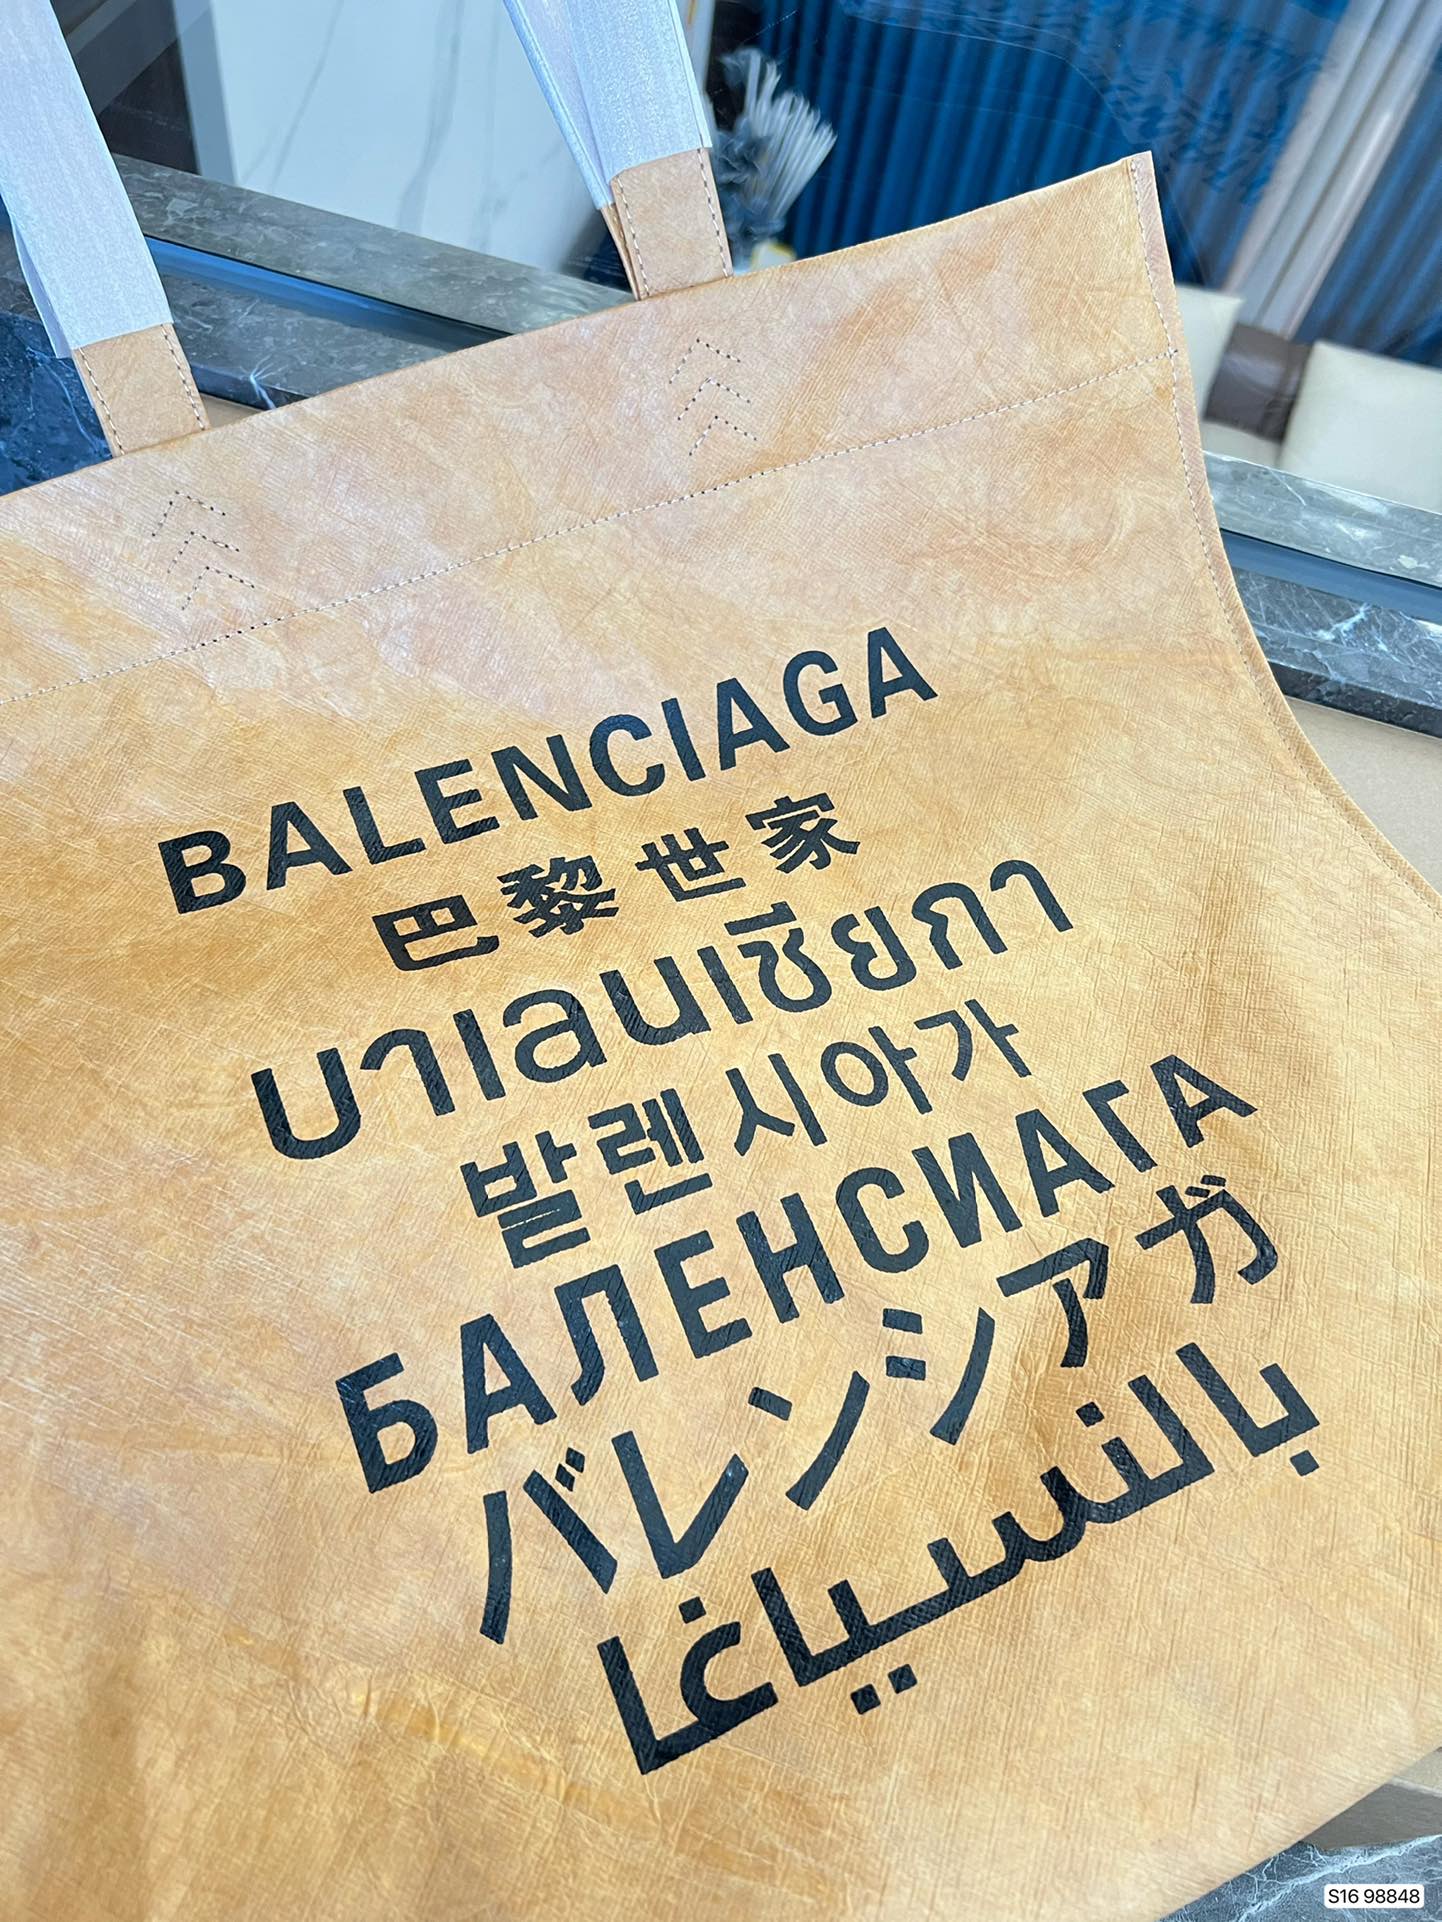 BALENCIAGA
巴黎世家
บาเลนเซียกา
발렌시아가
БАЛЕНСИАГА
バレンシアガ
بالنسياغا
S16 98848